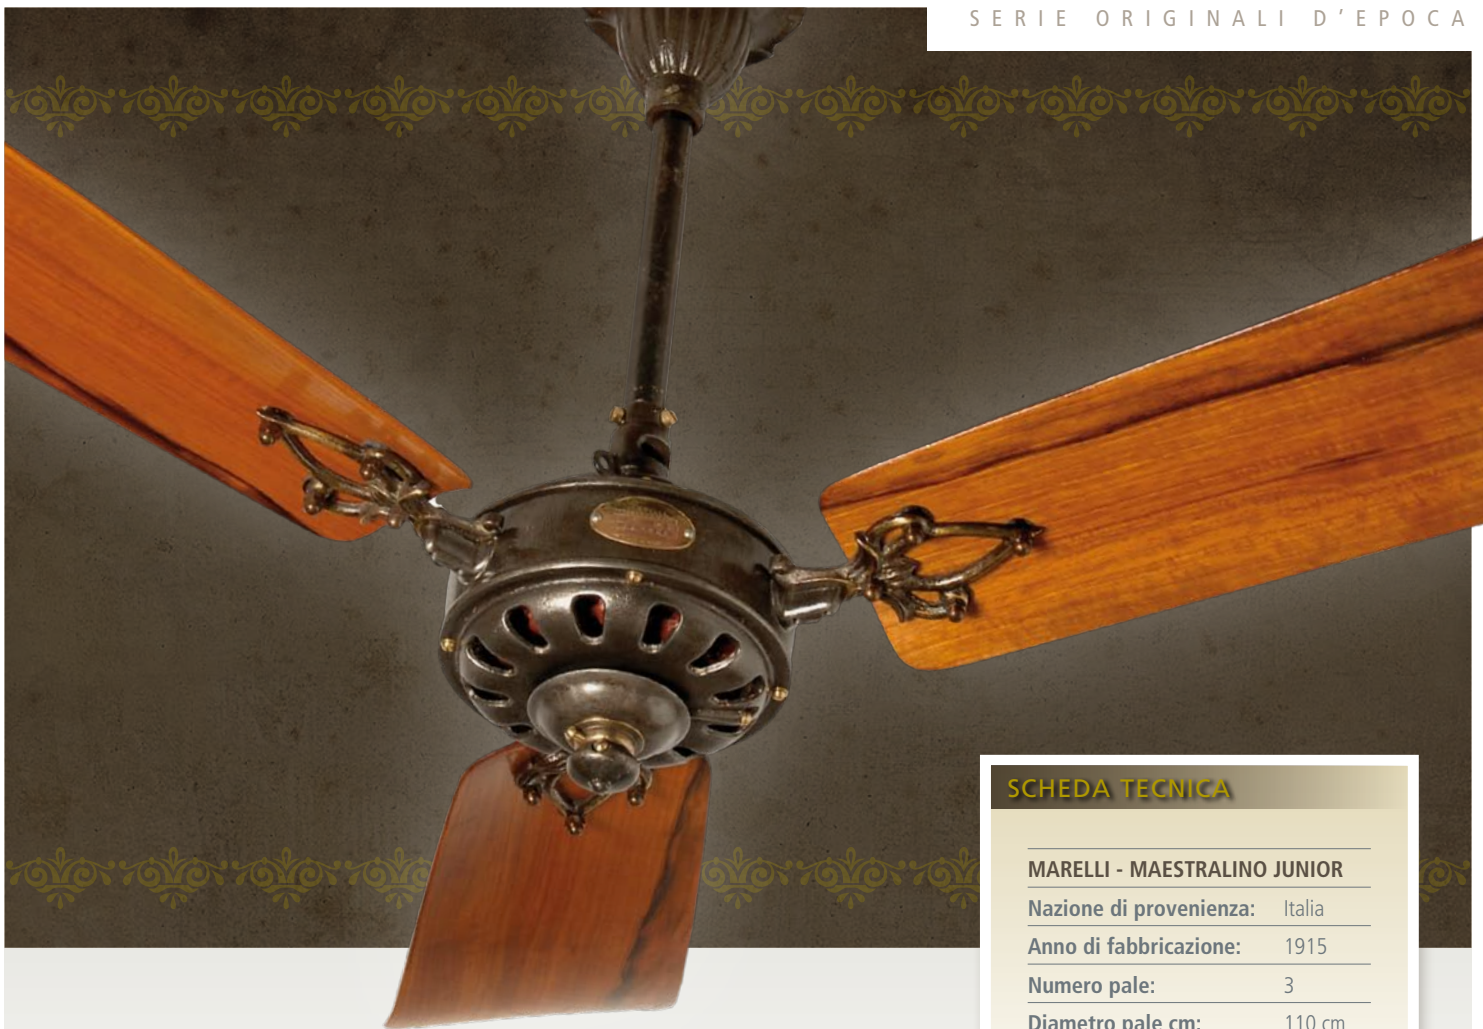 SERIE ORIGINALI D'EPOCA
SCHEDA TECNICA
MARELLI - MAESTRALINO JUNIOR
Nazione di provenienza: Italia
Anno di fabbricazione: 1915
Numero pale: 3
Diametro pale cm: 110 cm